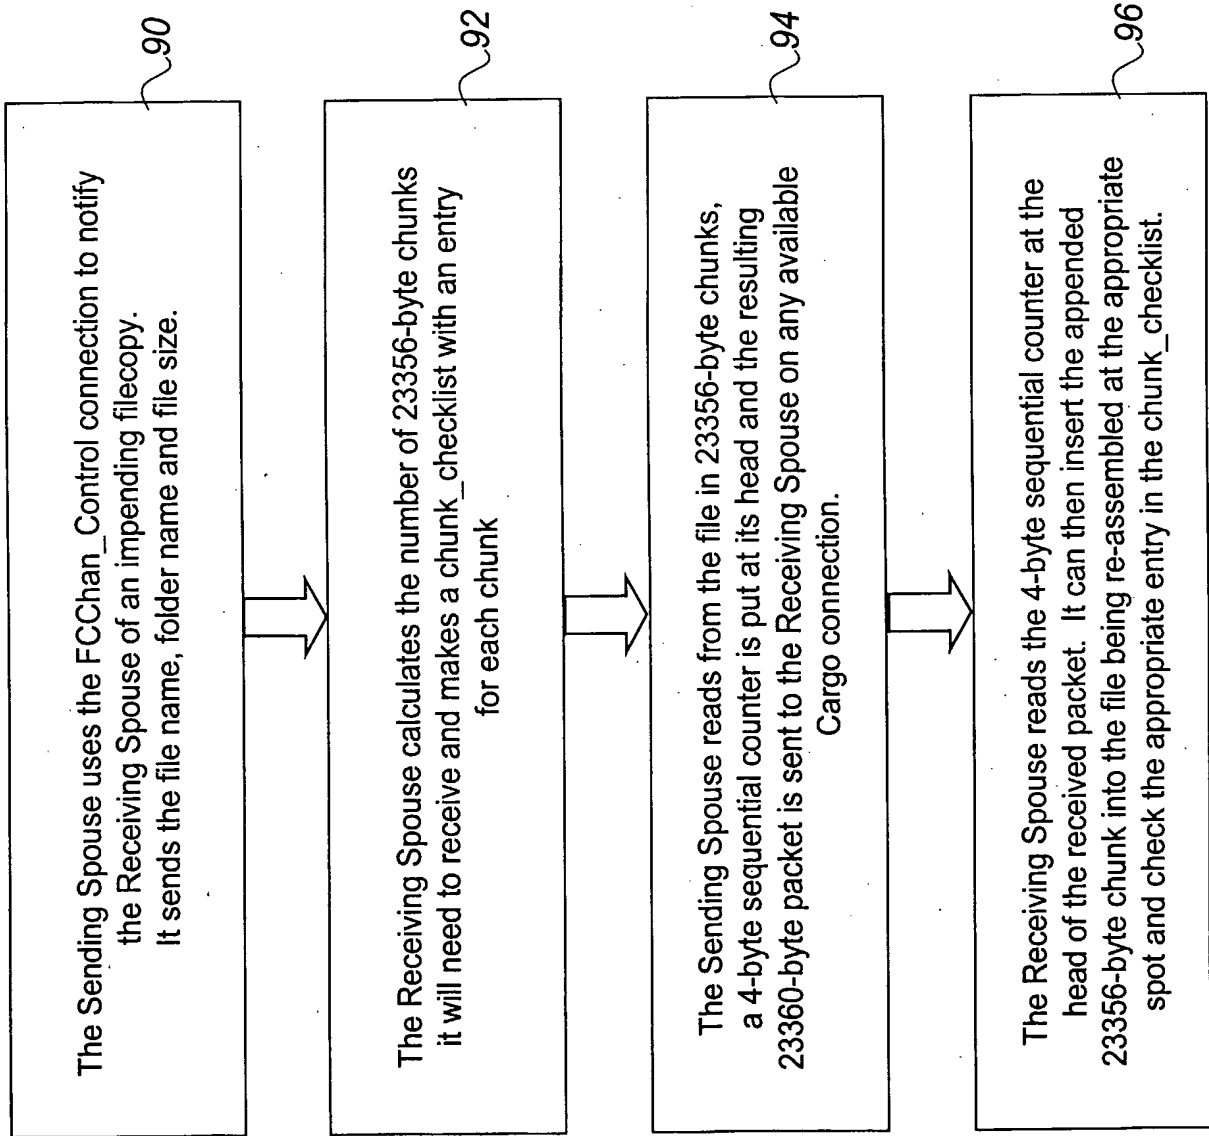 The Sending Spouse uses the FCChan_Control connection to notify
the Receiving Spouse of an impending filecopy.
It sends the file name, folder name and file size.
90
The Receiving Spouse calculates the number of 23356-byte chunks
it will need to receive and makes a chunk_checklist with an entry
for each chunk
92
The Sending Spouse reads from the file in 23356-byte chunks,
a 4-byte sequential counter is put at its head and the resulting
23360-byte packet is sent to the Receiving Spouse on any available
Cargo connection.
94
The Receiving Spouse reads the 4-byte sequential counter at the
head of the received packet. It can then insert the appended
23356-byte chunk into the file being re-assembled at the appropriate
spot and check the appropriate entry in the chunk_checklist.
96